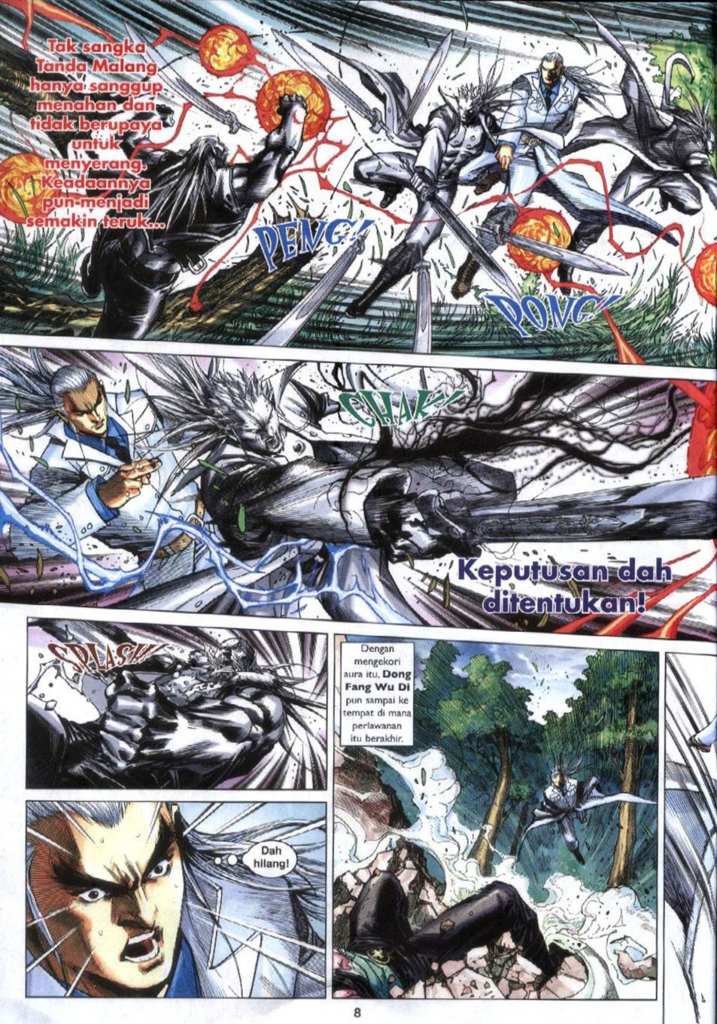 Tak sangka
Tanda Malang
hanya sanggup
menahan dan
tidak berupaya
untuk
menyerang.
Keadaannya
pun menjadi
semakin teruk...
PENG!
PONG!
CHAK!
Keputusan dah
ditentukan!
SPLASH
Dengan
mengekori
aura itu, Dong
Fang Wu Di
pun sampai ke
tempat di mana
perlawanan
itu berakhir.
Dah
hilang!
8